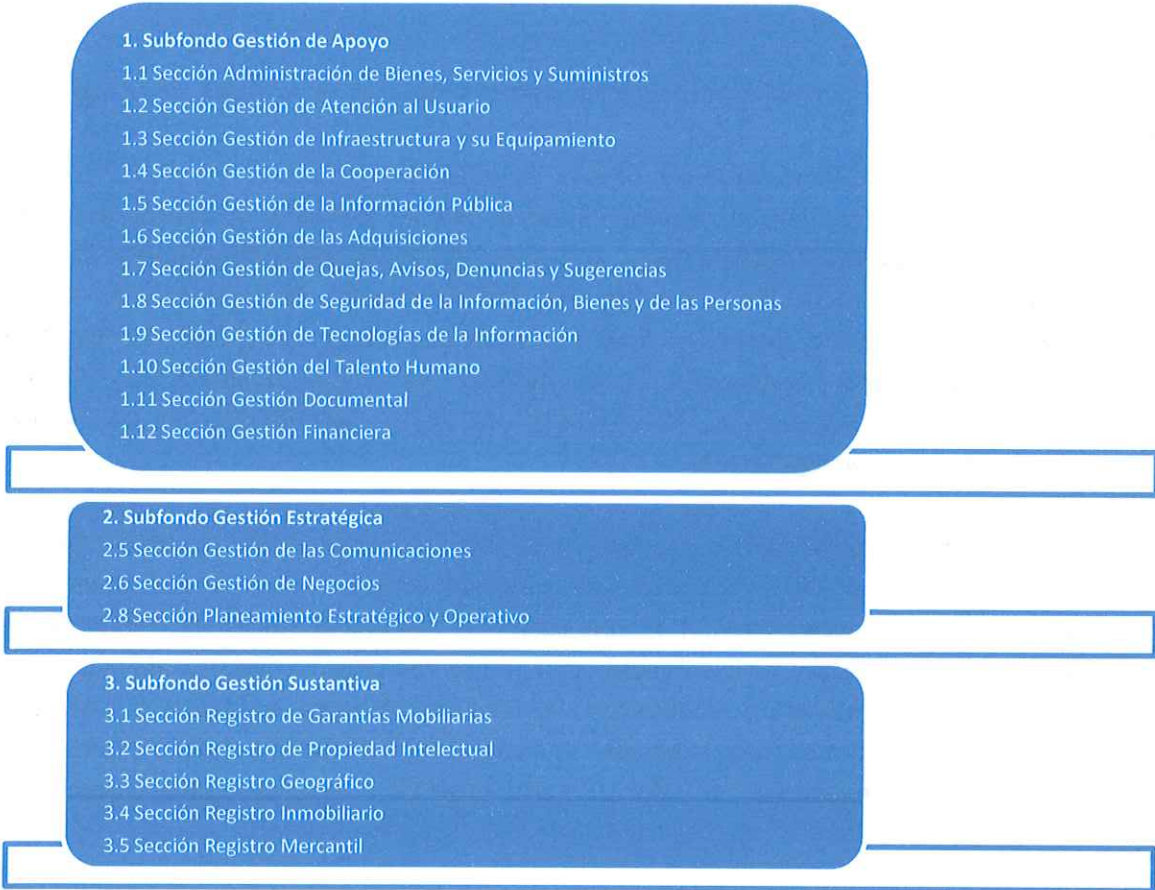 1. Subfondo Gestión de Apoyo
1.1 Sección Administración de Bienes, Servicios y Suministros
1.2 Sección Gestión de Atención al Usuario
1.3 Sección Gestión de Infraestructura y su Equipamiento
1.4 Sección Gestión de la Cooperación
1.5 Sección Gestión de la Información Pública
1.6 Sección Gestión de las Adquisiciones
1.7 Sección Gestión de Quejas, Avisos, Denuncias y Sugerencias
1.8 Sección Gestión de Seguridad de la Información, Bienes y de las Personas
1.9 Sección Gestión de Tecnologías de la Información
1.10 Sección Gestión del Talento Humano
1.11 Sección Gestión Documental
1.12 Sección Gestión Financiera
2. Subfondo Gestión Estratégica
2.5 Sección Gestión de las Comunicaciones
2.6 Sección Gestión de Negocios
2.8 Sección Planeamiento Estratégico y Operativo
3. Subfondo Gestión Sustantiva
3.1 Sección Registro de Garantías Mobiliarias
3.2 Sección Registro de Propiedad Intelectual
3.3 Sección Registro Geográfico
3.4 Sección Registro Inmobiliario
3.5 Sección Registro Mercantil